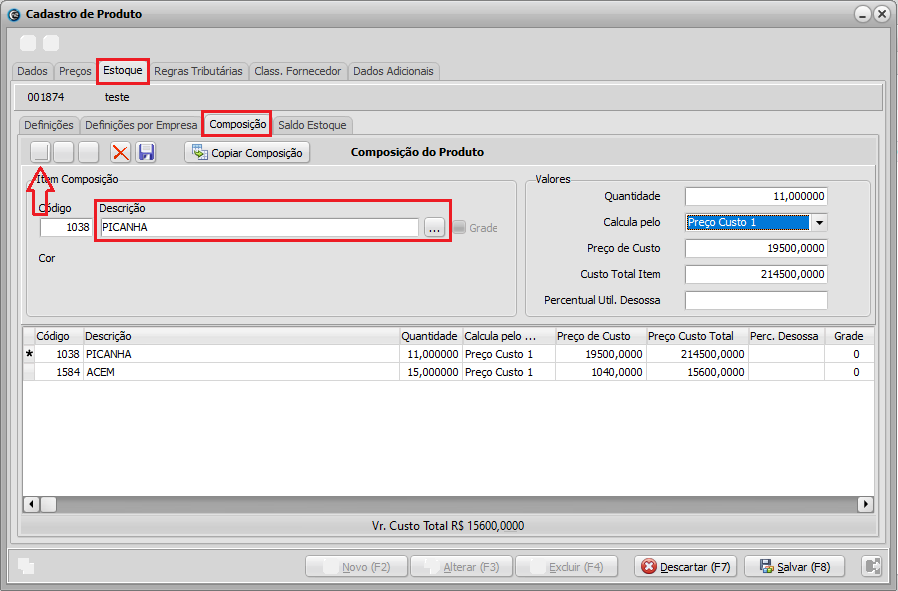 Cadastro de Produto
Dados Preços Estoque Regras Tributárias Class. Fornecedor Dados Adicionais
001874 teste
Definições Definições por Empresa Composição Saldo Estoque
Copiar Composição Composição do Produto
Item Composição
Código Descrição
1038 PICANHA ... Grade
Cor
Valores
Quantidade 11,000000
Calcula pelo Preço Custo 1
Preço de Custo 19500,0000
Custo Total Item 214500,0000
Percentual Util. Desossa
Código Descrição Quantidade Calcula pelo ... Preço de Custo Preço Custo Total Perc. Desossa Grade
* 1038 PICANHA 11,000000 Preço Custo 1 19500,0000 214500,0000 0
1584 ACEM 15,000000 Preço Custo 1 1040,0000 15600,0000 0
Vr. Custo Total R$ 15600,0000
Novo (F2) Alterar (F3) Excluir (F4) Descartar (F7) Salvar (F8)